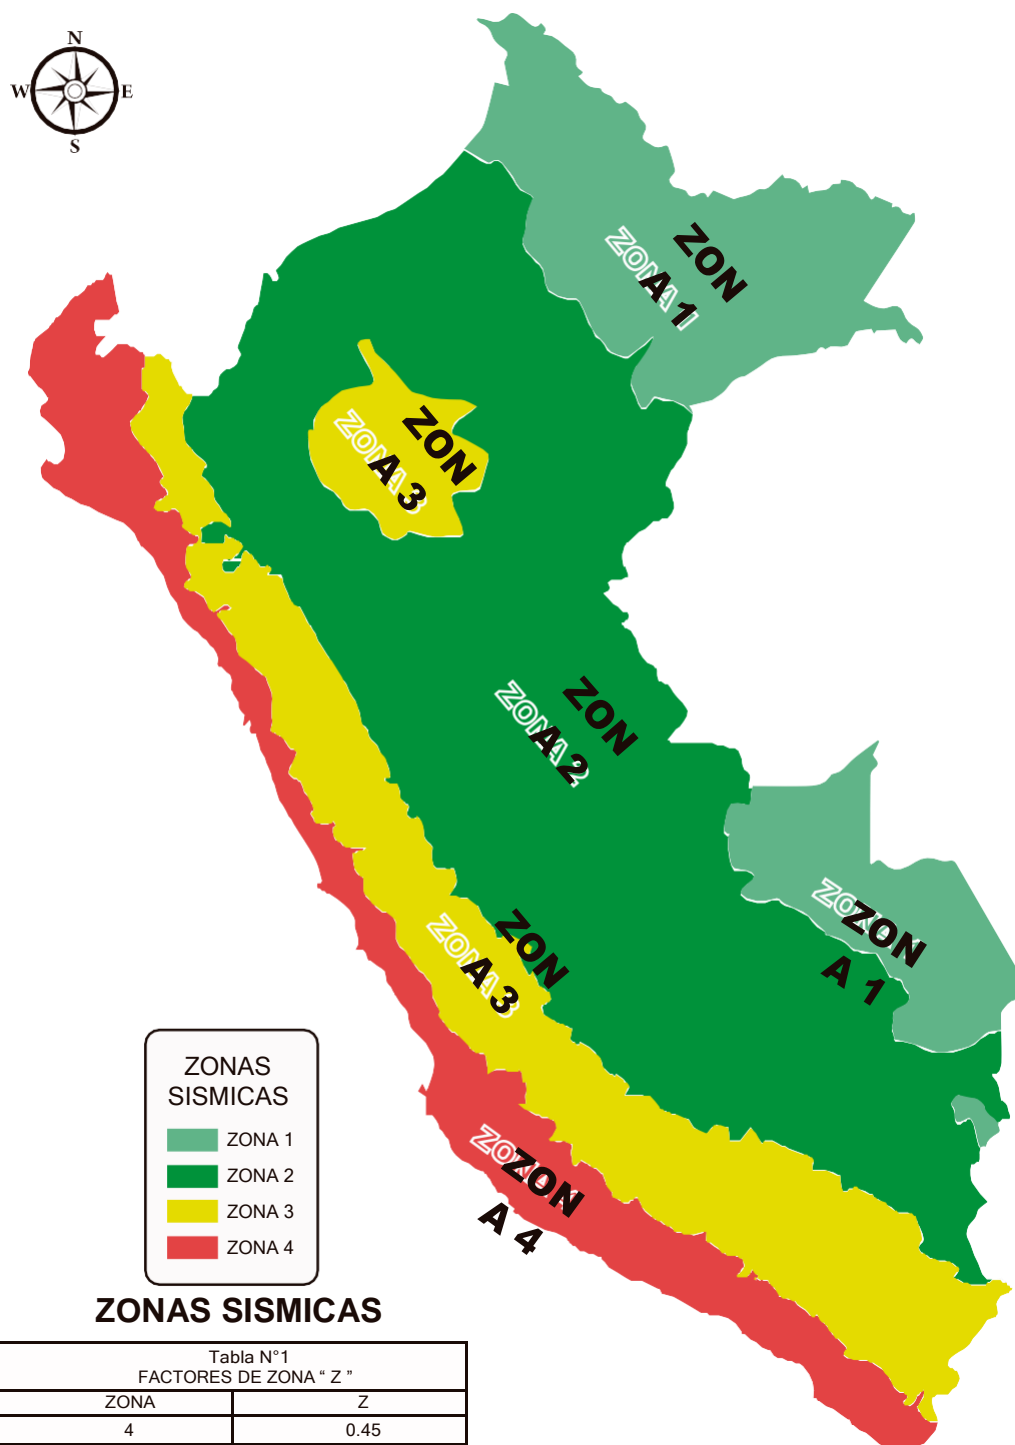 N
W E
S
ZON
A 1
ZONA 1
ZON
A 3
ZONA 3
ZON
A 2
ZONA 2
ZON
A 1
ZON
A 3
ZONA 3
ZON
A 4
ZONAS
SISMICAS
ZONA 1
ZONA 2
ZONA 3
ZONA 4
ZONAS SISMICAS
Tabla N°1
FACTORES DE ZONA “ Z ”
ZONA Z
4 0.45